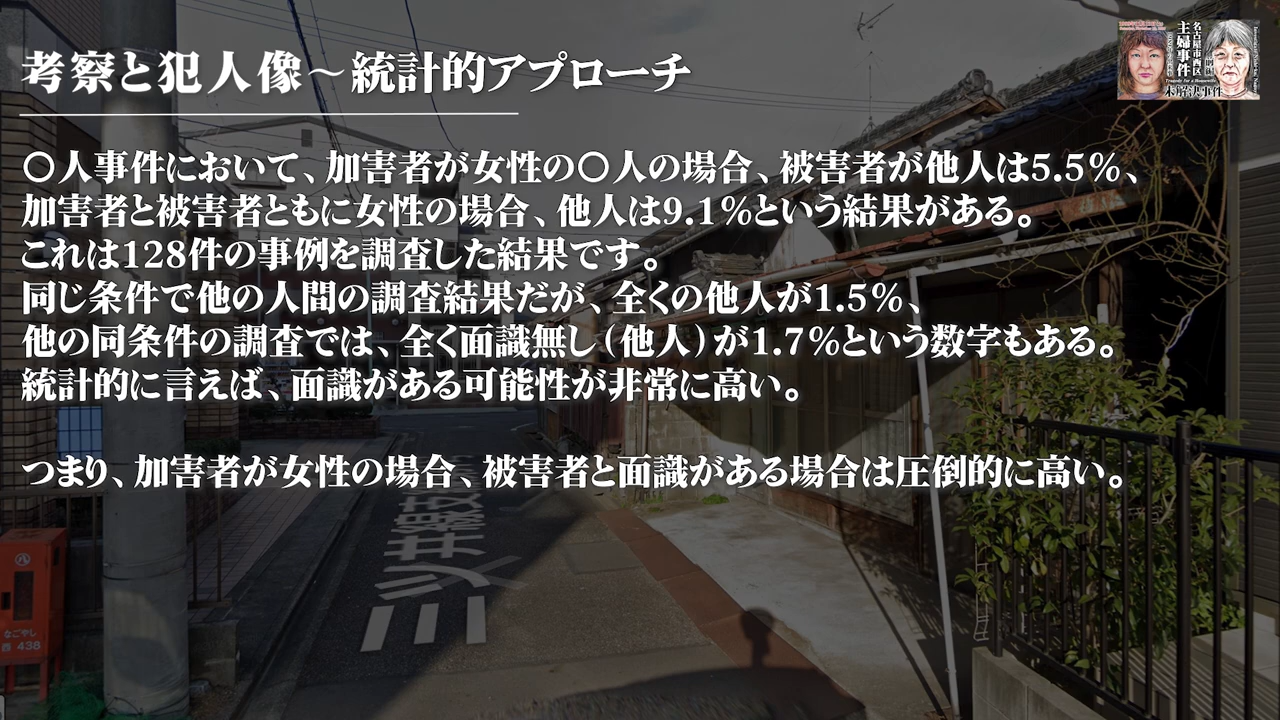 考察と犯人像～統計的アプローチ
〇人事件において、加害者が女性の〇人の場合、被害者が他人は5.5％、
加害者と被害者ともに女性の場合、他人は9.1％という結果がある。
これは128件の事例を調査した結果です。
同じ条件で他の人間の調査結果だが、全くの他人が1.5％、
他の同条件の調査では、全く面識無し（他人）が1.7％という数字もある。
統計的に言えば、面識がある可能性が非常に高い。
つまり、加害者が女性の場合、被害者と面識がある場合は圧倒的に高い。
名古屋市西区
主婦事件
未解決事件
なごやし
西 438